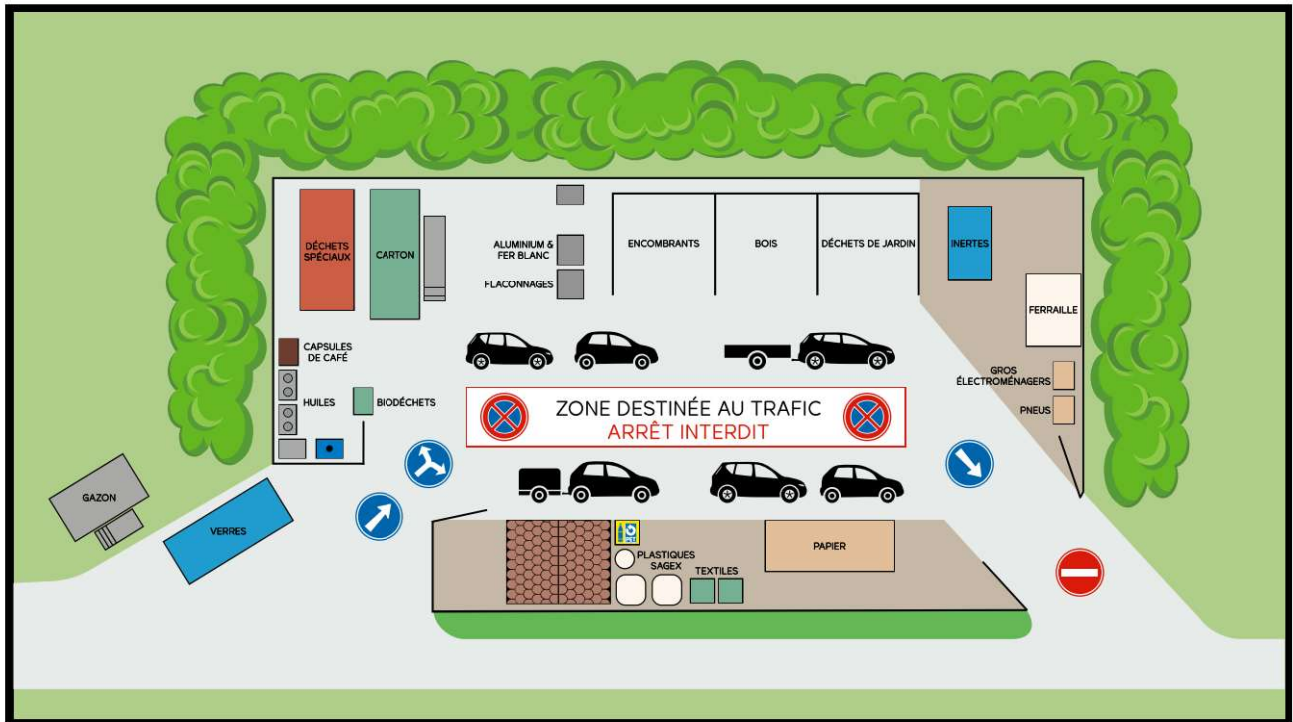 DÉCHETS
SPÉCIAUX
CARTON
ALUMINIUM &
FER BLANC
FLACONNAGES
ENCOMBRANTS
BOIS
DÉCHETS DE JARDIN
INERTES
FERRAILLE
CAPSULES
DE CAFÉ
HUILES
BIODÉCHETS
GROS
ÉLECTROMÉNAGERS
PNEUS
ZONE DESTINÉE AU TRAFIC
ARRÊT INTERDIT
GAZON
VERRES
PLASTIQUES
SAGEX
TEXTILES
PAPIER